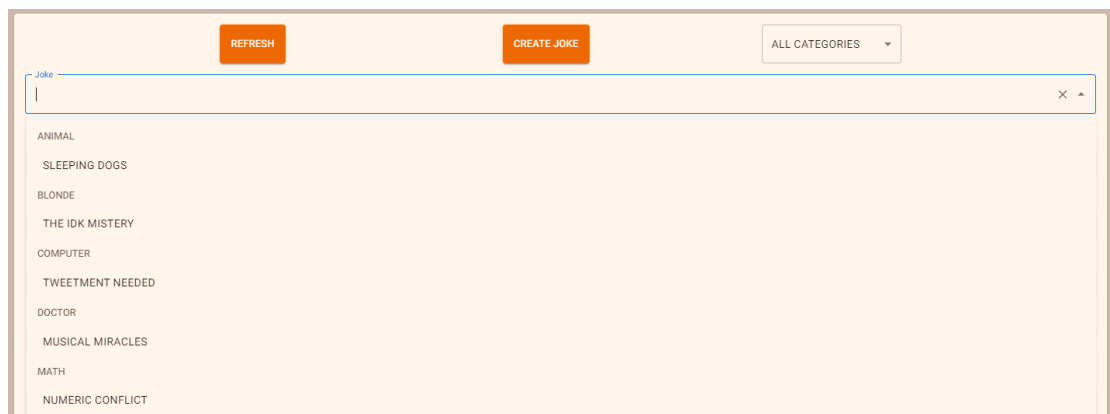 REFRESH CREATE JOKE ALL CATEGORIES
Joke
ANIMAL
SLEEPING DOGS
BLONDE
THE IDK MISTERY
COMPUTER
TWEETMENT NEEDED
DOCTOR
MUSICAL MIRACLES
MATH
NUMERIC CONFLICT